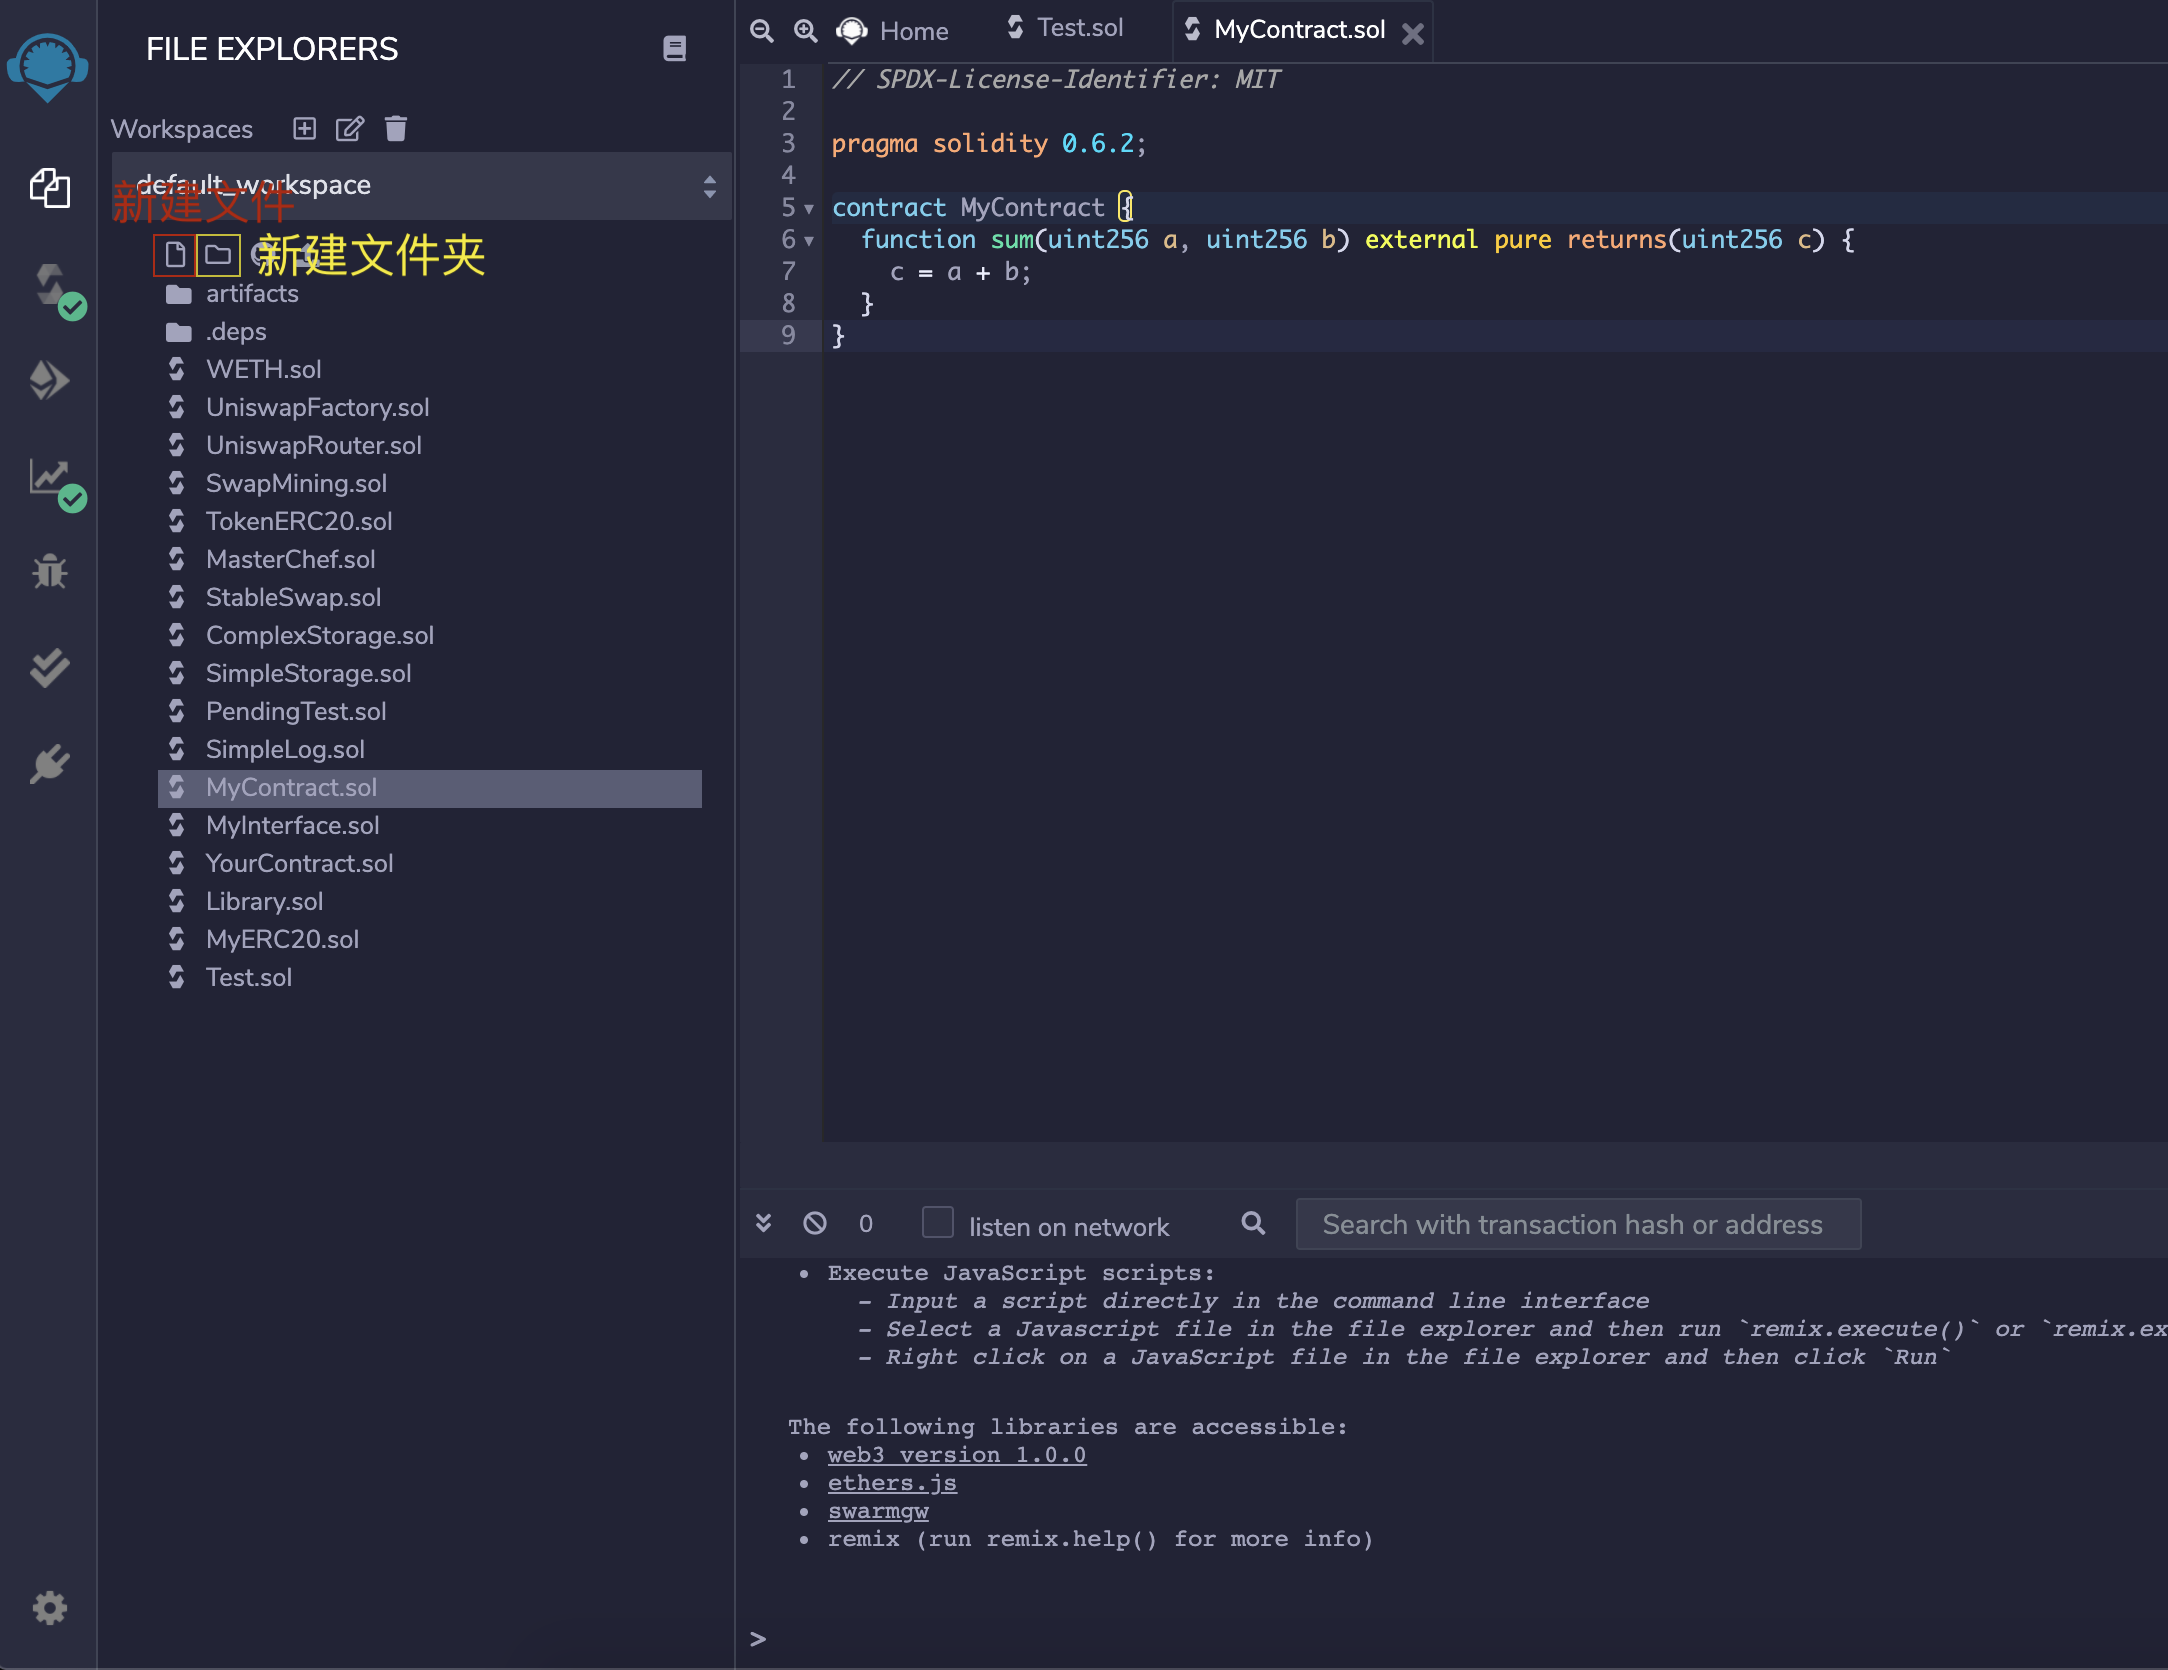 FILE EXPLORERS
Workspaces
default_workspace
新建文件
新建文件夹
artifacts
.deps
WETH.sol
UniswapFactory.sol
UniswapRouter.sol
SwapMining.sol
TokenERC20.sol
MasterChef.sol
StableSwap.sol
ComplexStorage.sol
SimpleStorage.sol
PendingTest.sol
SimpleLog.sol
MyContract.sol
MyInterface.sol
YourContract.sol
Library.sol
MyERC20.sol
Test.sol
Home Test.sol MyContract.sol
1 // SPDX-License-Identifier: MIT
2
3 pragma solidity 0.6.2;
4
5 contract MyContract {
6 function sum(uint256 a, uint256 b) external pure returns(uint256 c) {
7 c = a + b;
8 }
9 }
0 listen on network Search with transaction hash or address
• Execute JavaScript scripts:
- Input a script directly in the command line interface
- Select a Javascript file in the file explorer and then run `remix.execute()` or `remix.ex
- Right click on a JavaScript file in the file explorer and then click `Run`
The following libraries are accessible:
• web3 version 1.0.0
• ethers.js
• swarmgw
• remix (run remix.help() for more info)
>